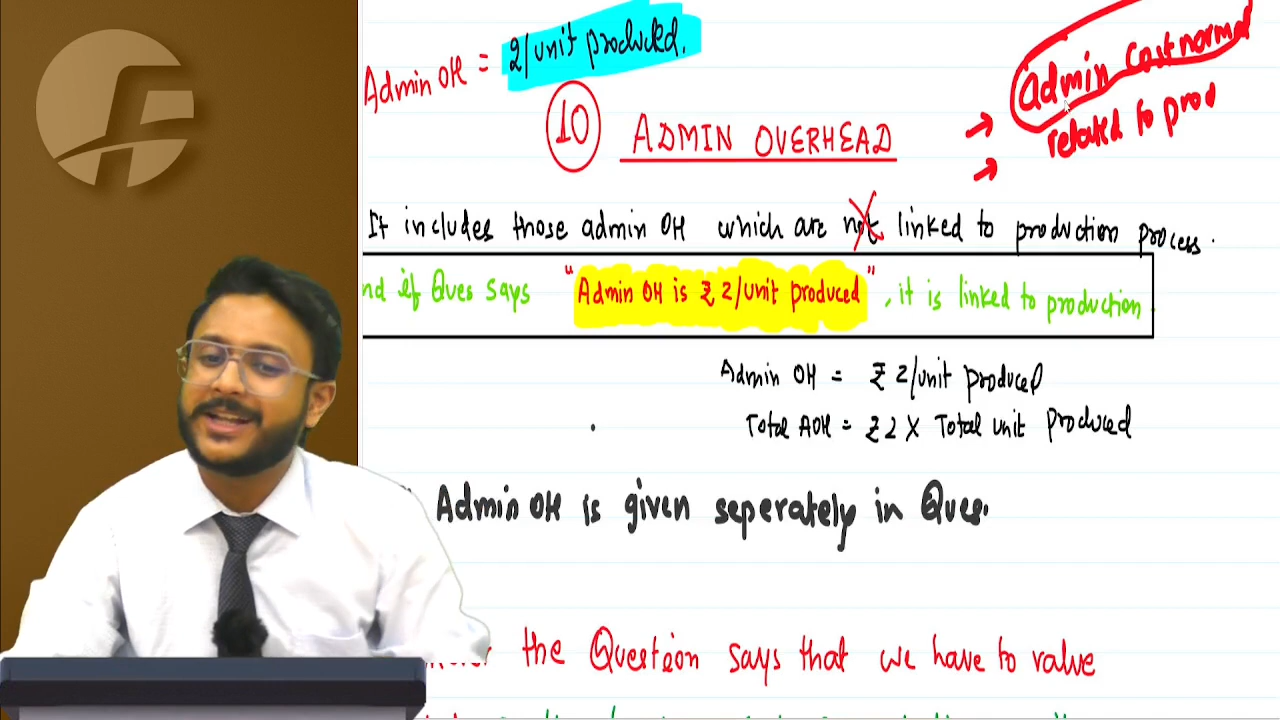 Admin OH = 2/unit produced.
admin cost normal
→ related to prod
→
10 ADMIN OVERHEAD
It includes those admin OH which are not linked to production process.
nd if Ques says "Admin OH is ₹ 2/unit produced", it is linked to production.
Admin OH = ₹ 2/unit produced
Total AOH = ₹ 2 X Total unit produced
Admin OH is given seperately in Ques.
the Question says that we have to value